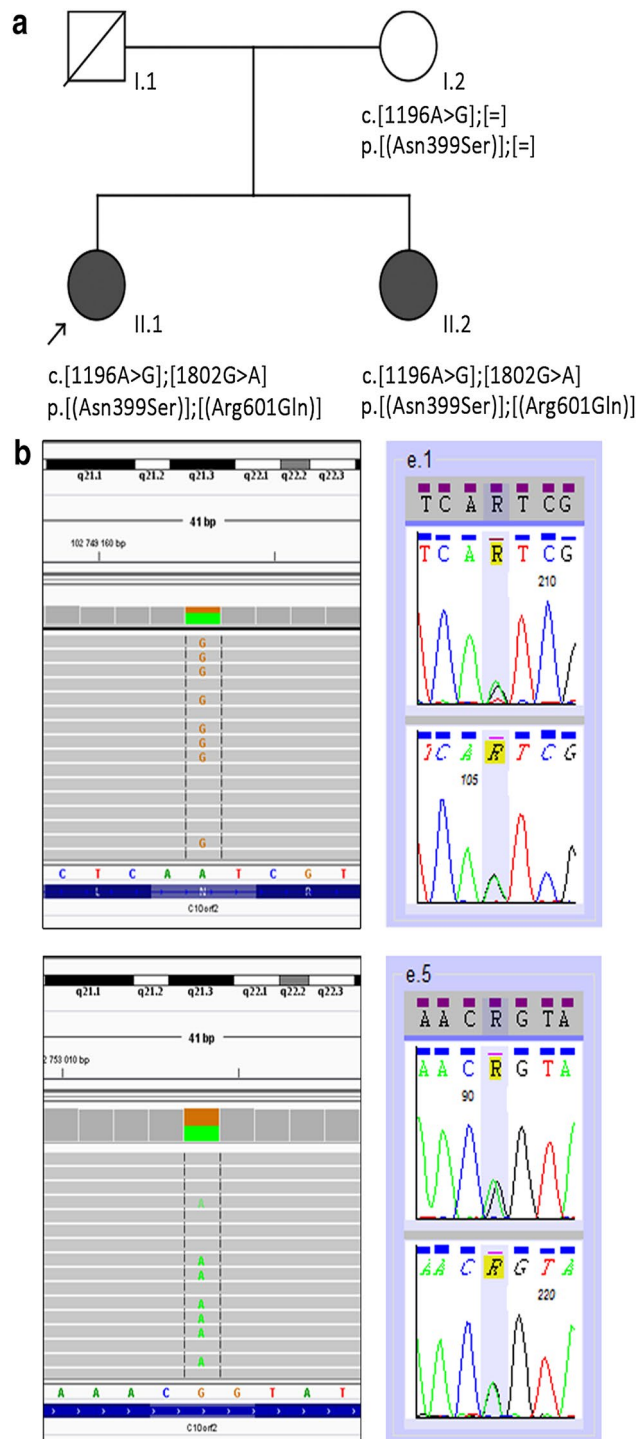 a
I.1
I.2
c.[1196A>G];[=]
p.[(Asn399Ser)];[=]
II.1
II.2
c.[1196A>G];[1802G>A]
p.[(Asn399Ser)];[(Arg601Gln)]
c.[1196A>G];[1802G>A]
p.[(Asn399Ser)];[(Arg601Gln)]
b
q21.1 q21.2 q21.3 q22.1 q22.2 q22.3
41 bp
102 749 160 bp
G
G
G
G
G
G
G
G
C T C A A T C G T
L N R
C10orf2
e.1
T C A R T C G
T C A R T C G
210
T C A R T C G
105
q21.1 q21.2 q21.3 q22.1 q22.2 q22.3
41 bp
2 753 010 bp
A
A
A
A
A
A
A
A A A C G G T A T
C10orf2
e.5
A A C R G T A
A A C R G T A
90
A A C R G T A
220